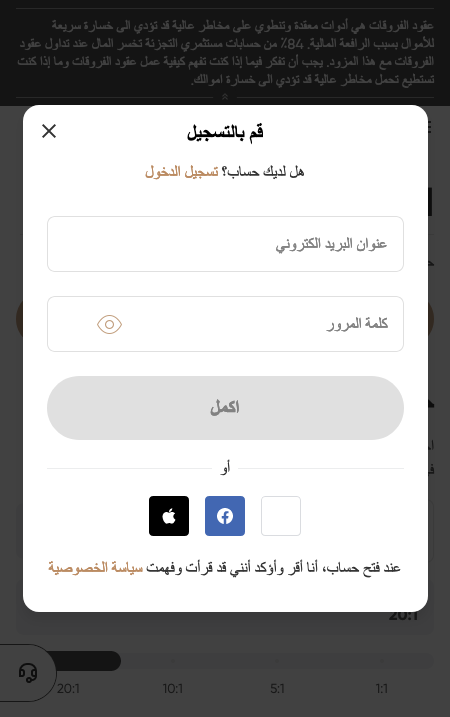 عقود الفروقات هي أدوات معقدة وتنطوي على مخاطر عالية قد تؤدي الى خسارة سريعة
للأموال بسبب الرافعة المالية. 84٪ من حسابات مستثمري التجزئة تخسر المال عند تداول عقود
الفروقات مع هذا المزود. يجب أن تفكر فيما إذا كنت تفهم كيفية عمل عقود الفروقات وما إذا كنت
تستطيع تحمل مخاطر عالية قد تؤدي الى خسارة اموالك.
قم بالتسجيل
هل لديك حساب؟ تسجيل الدخول
عنوان البريد الكتروني
كلمة المرور
اكمل
أو
عند فتح حساب، أنا أقر وأؤكد أنني قد قرأت وفهمت سياسة الخصوصية
20:1
20:1 10:1 5:1 1:1